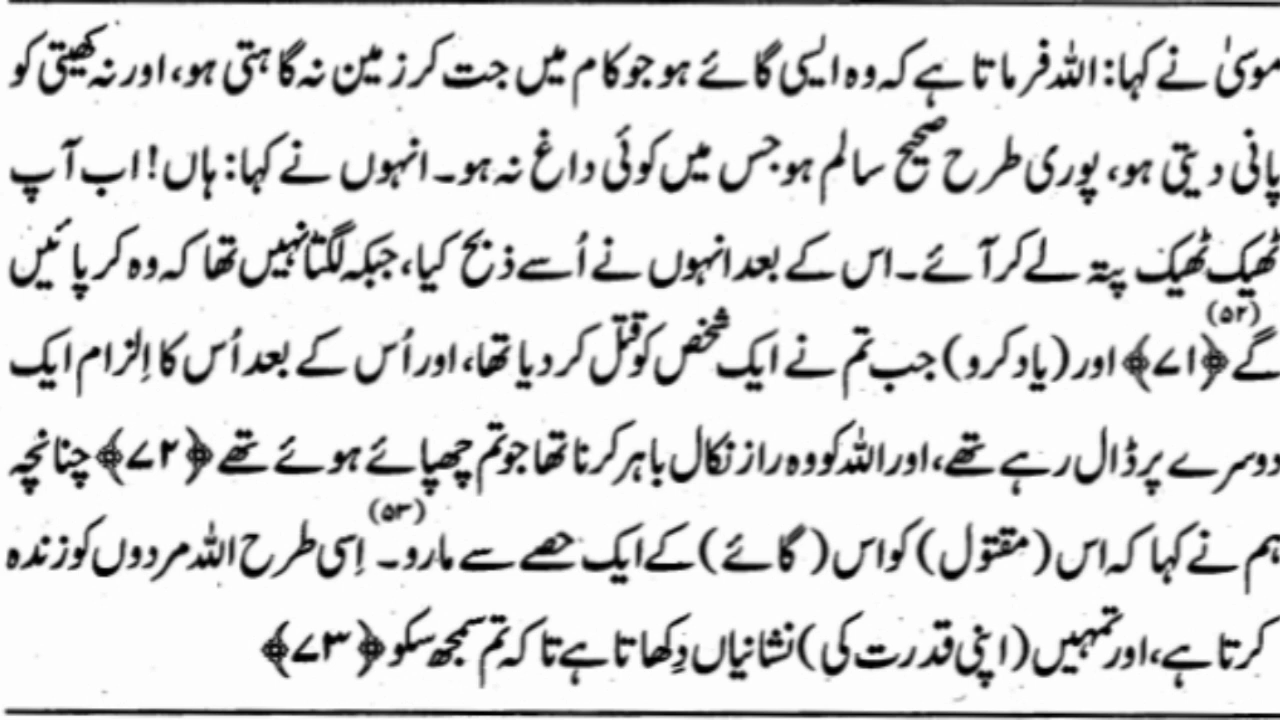 موسیٰ نے کہا: اللہ فرماتا ہے کہ وہ ایسی گائے ہو جو کام میں جت کر زمین نہ گاہتی ہو، اور نہ کھیتی کو
پانی دیتی ہو، پوری طرح صحیح سالم ہو جس میں کوئی داغ نہ ہو۔ انہوں نے کہا: ہاں! اب آپ
ٹھیک ٹھیک پتہ لے کر آئے۔ اس کے بعد انہوں نے اُسے ذبح کیا، جبکہ لگتا نہیں تھا کہ وہ کر پائیں
گے ﴿۷۱﴾ (۵۲) اور (یاد کرو) جب تم نے ایک شخص کو قتل کر دیا تھا، اور اُس کے بعد اُس کا اِلزام ایک
دوسرے پر ڈال رہے تھے، اور اللہ کو وہ راز نکال باہر کرنا تھا جو تم چھپائے ہوئے تھے ﴿۷۲﴾ چنانچہ
ہم نے کہا کہ اس (مقتول) کو اس (گائے) کے ایک حصے سے مارو۔ (۵۳) اِسی طرح اللہ مردوں کو زندہ
کرتا ہے، اور تمہیں (اپنی قدرت کی) نشانیاں دِکھاتا ہے تاکہ تم سمجھ سکو ﴿۷۳﴾